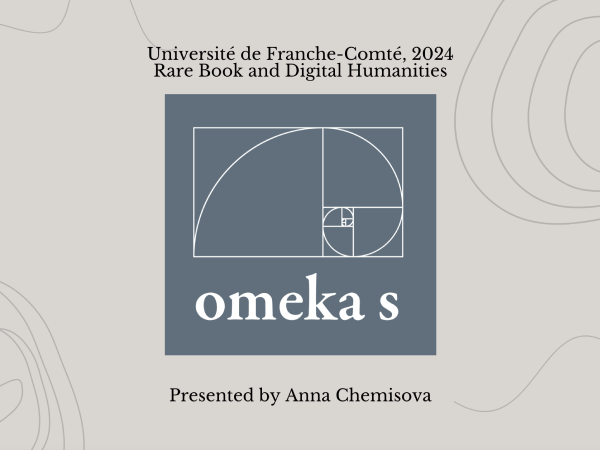 Université de Franche-Comté, 2024
Rare Book and Digital Humanities
omeka s
Presented by Anna Chemisova